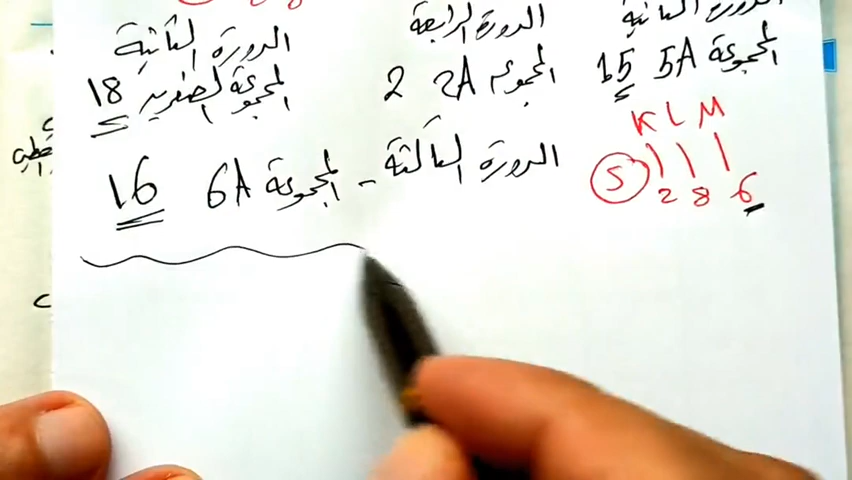 الدورة الثانية الدورة الرابعة الدورة الثانية
المجموعة 5A 15 المجموعة 2A 2 المجموعة الصفرية 18
K L M
الدورة الثالثة - المجموعة 6A 16
5 2 8 6